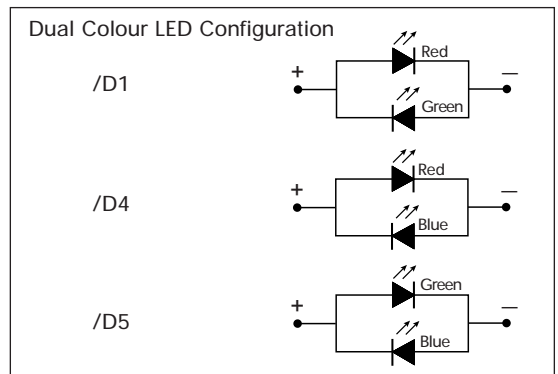 Dual Colour LED Configuration
/D1
+
Red
—
Green
/D4
+
Red
—
Blue
/D5
+
Green
—
Blue